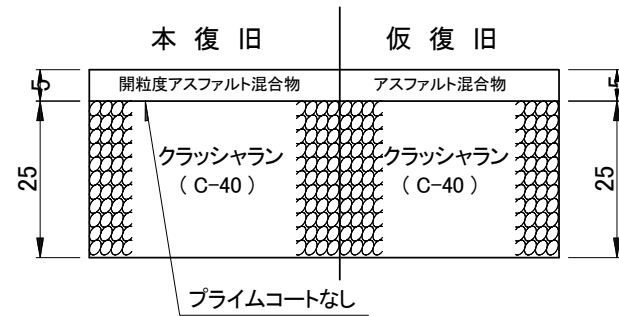 本 復 旧
仮 復 旧
5
開粒度アスファルト混合物
アスファルト混合物
5
25
クラッシャラン
( C-40 )
クラッシャラン
( C-40 )
25
プライムコートなし